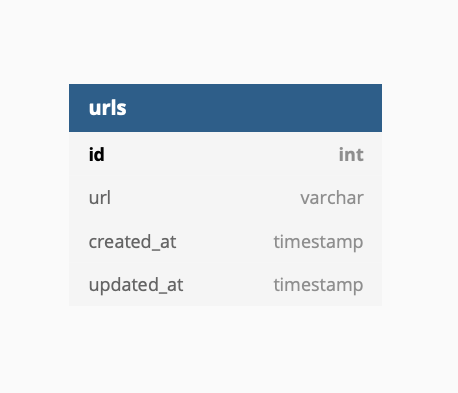 urls
id int
url varchar
created_at timestamp
updated_at timestamp